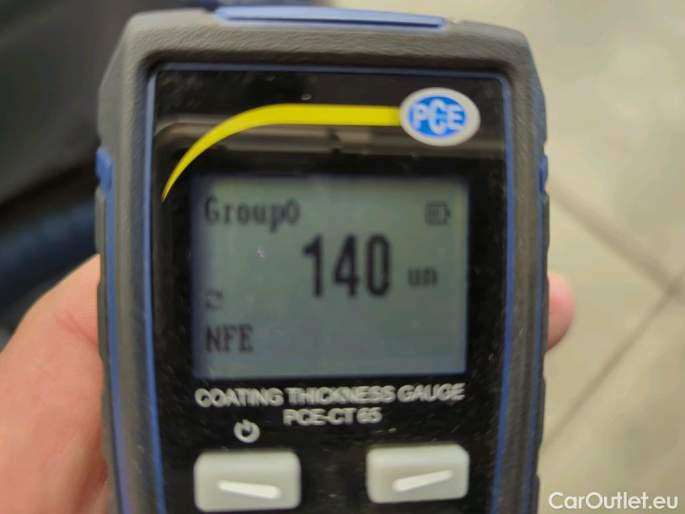 PCE
Group0
140 um
NFE
COATING THICKNESS GAUGE
PCE-CT 65
CarOutlet.eu